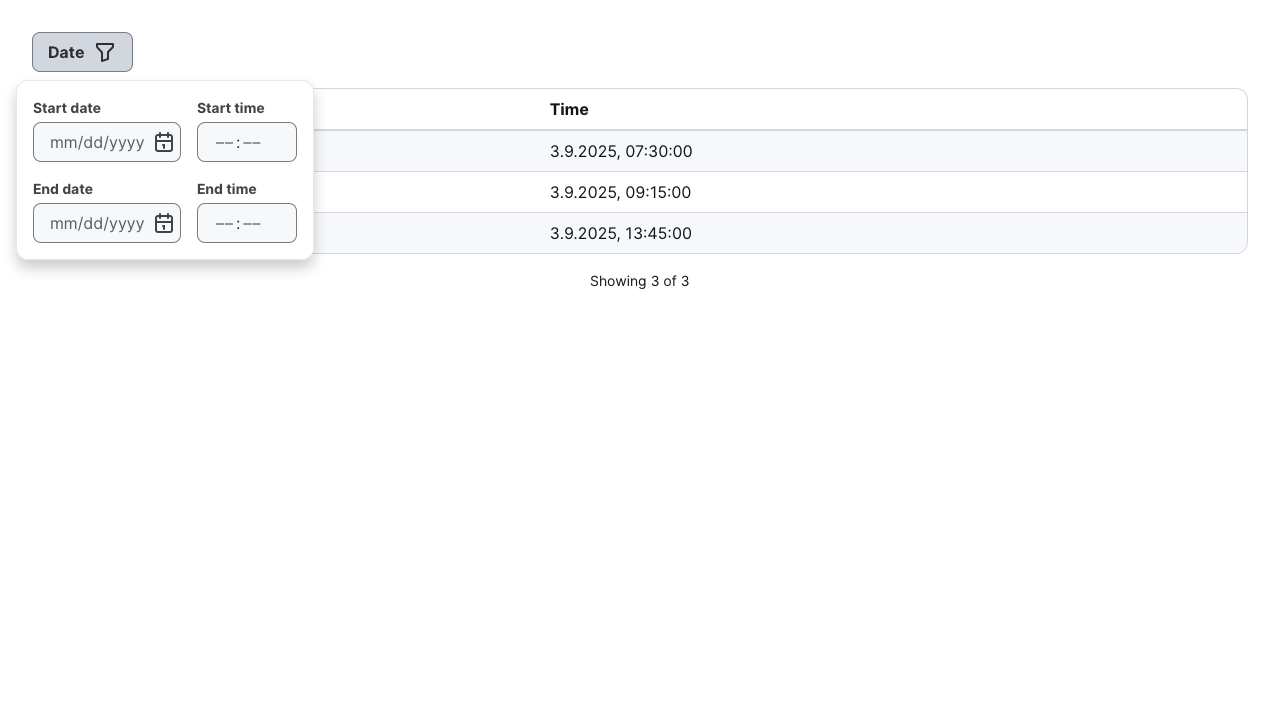 Date
Start date Start time
mm/dd/yyyy --:--
End date End time
mm/dd/yyyy --:--
Time
3.9.2025, 07:30:00
3.9.2025, 09:15:00
3.9.2025, 13:45:00
Showing 3 of 3